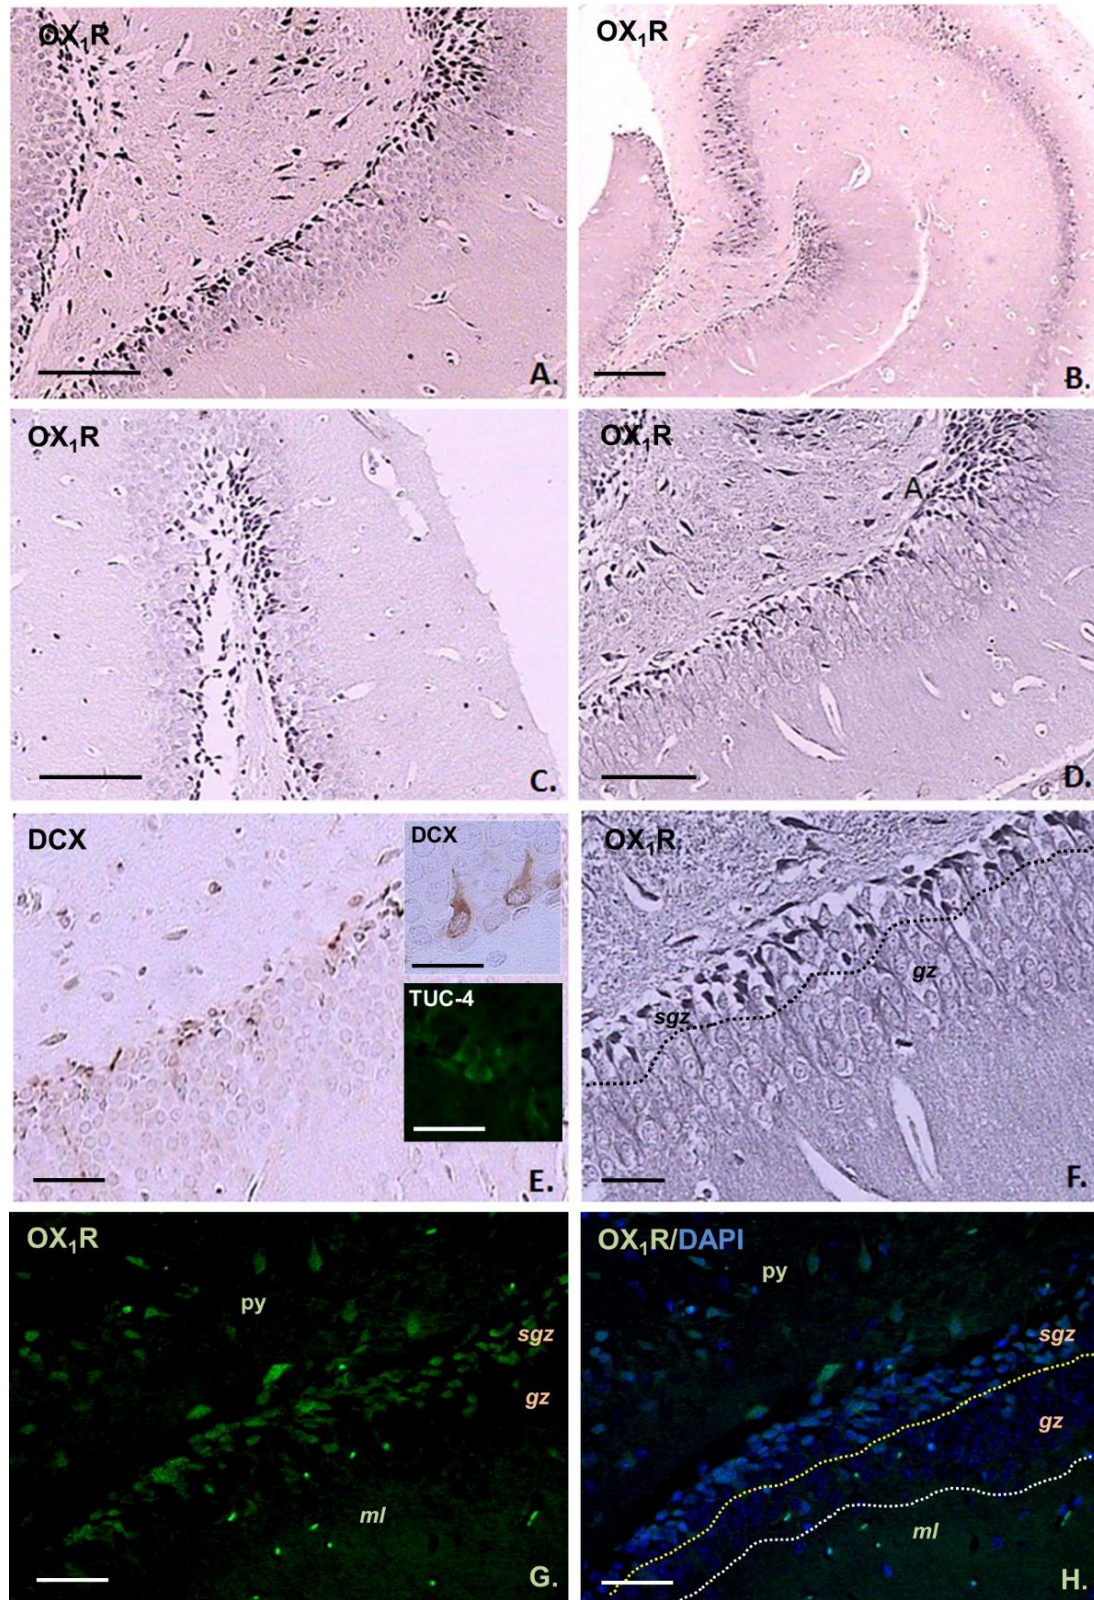 OX₁R
A.
OX₁R
B.
OX₁R
C.
OX₁R
A
D.
DCX
DCX
TUC-4
E.
OX₁R
sgz
gz
F.
OX₁R
py
sgz
gz
ml
G.
OX₁R/DAPI
py
sgz
gz
ml
H.